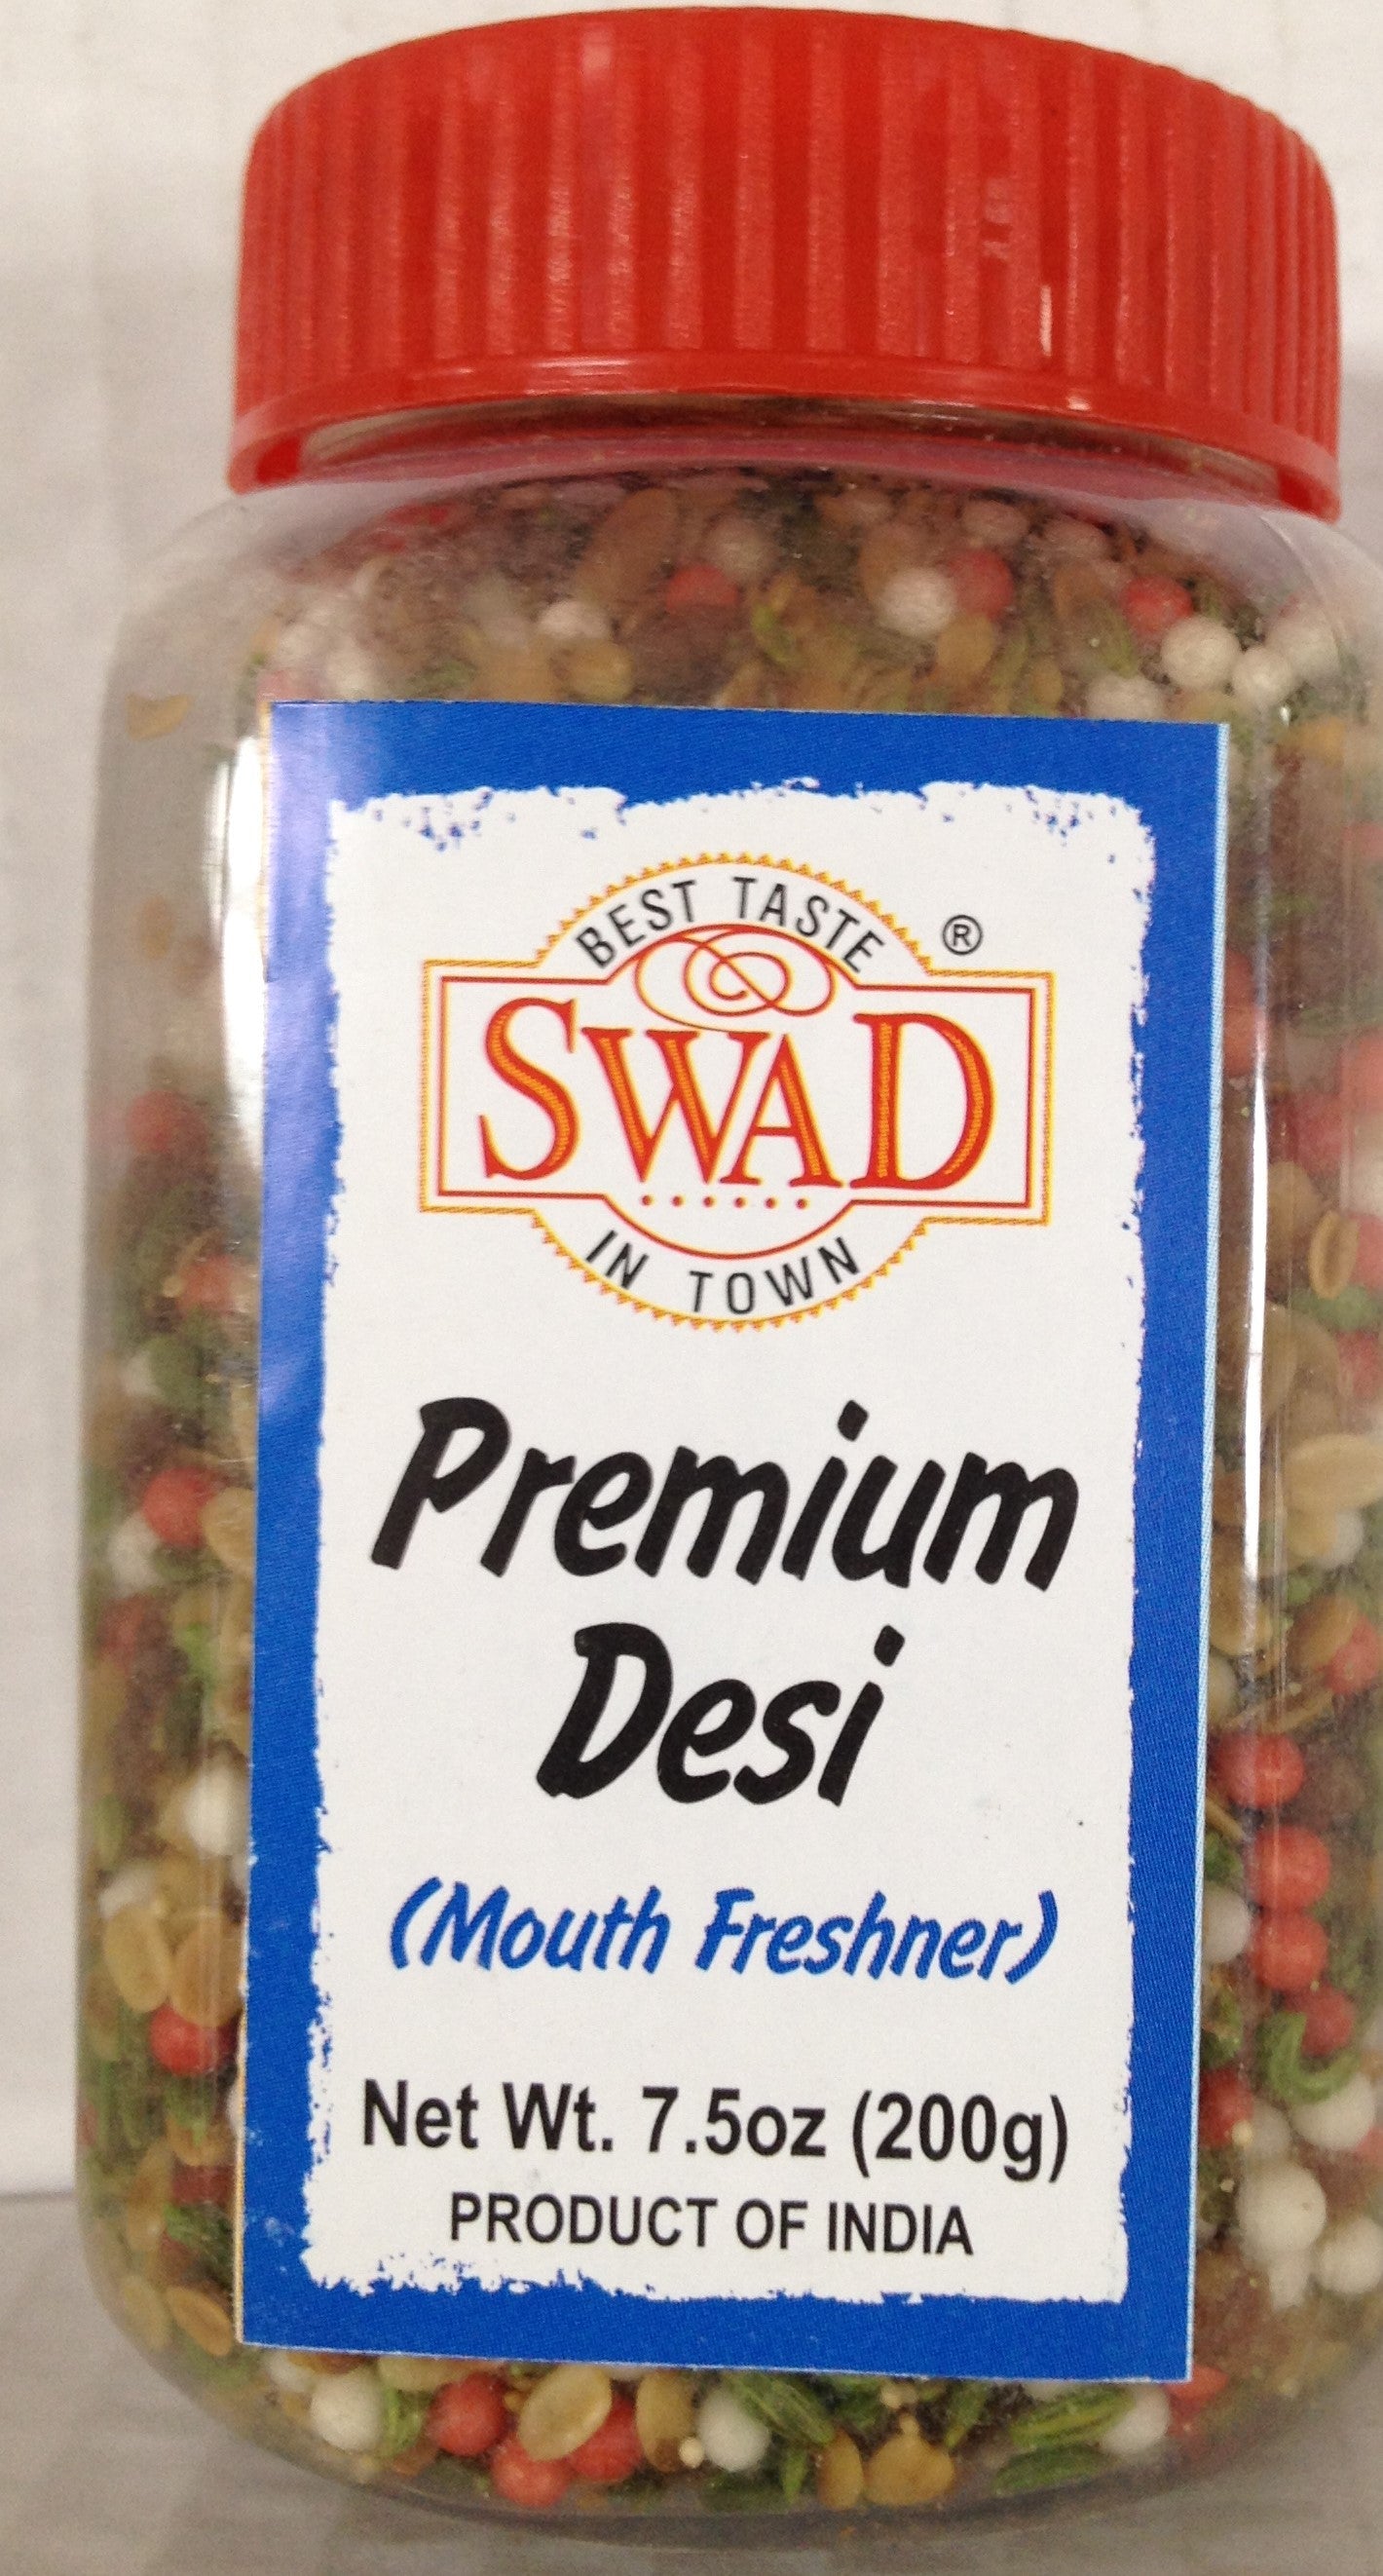 BEST TASTE
®
SWAD
IN TOWN
Premium
Desi
(Mouth Freshner)
Net Wt. 7.5oz (200g)
PRODUCT OF INDIA